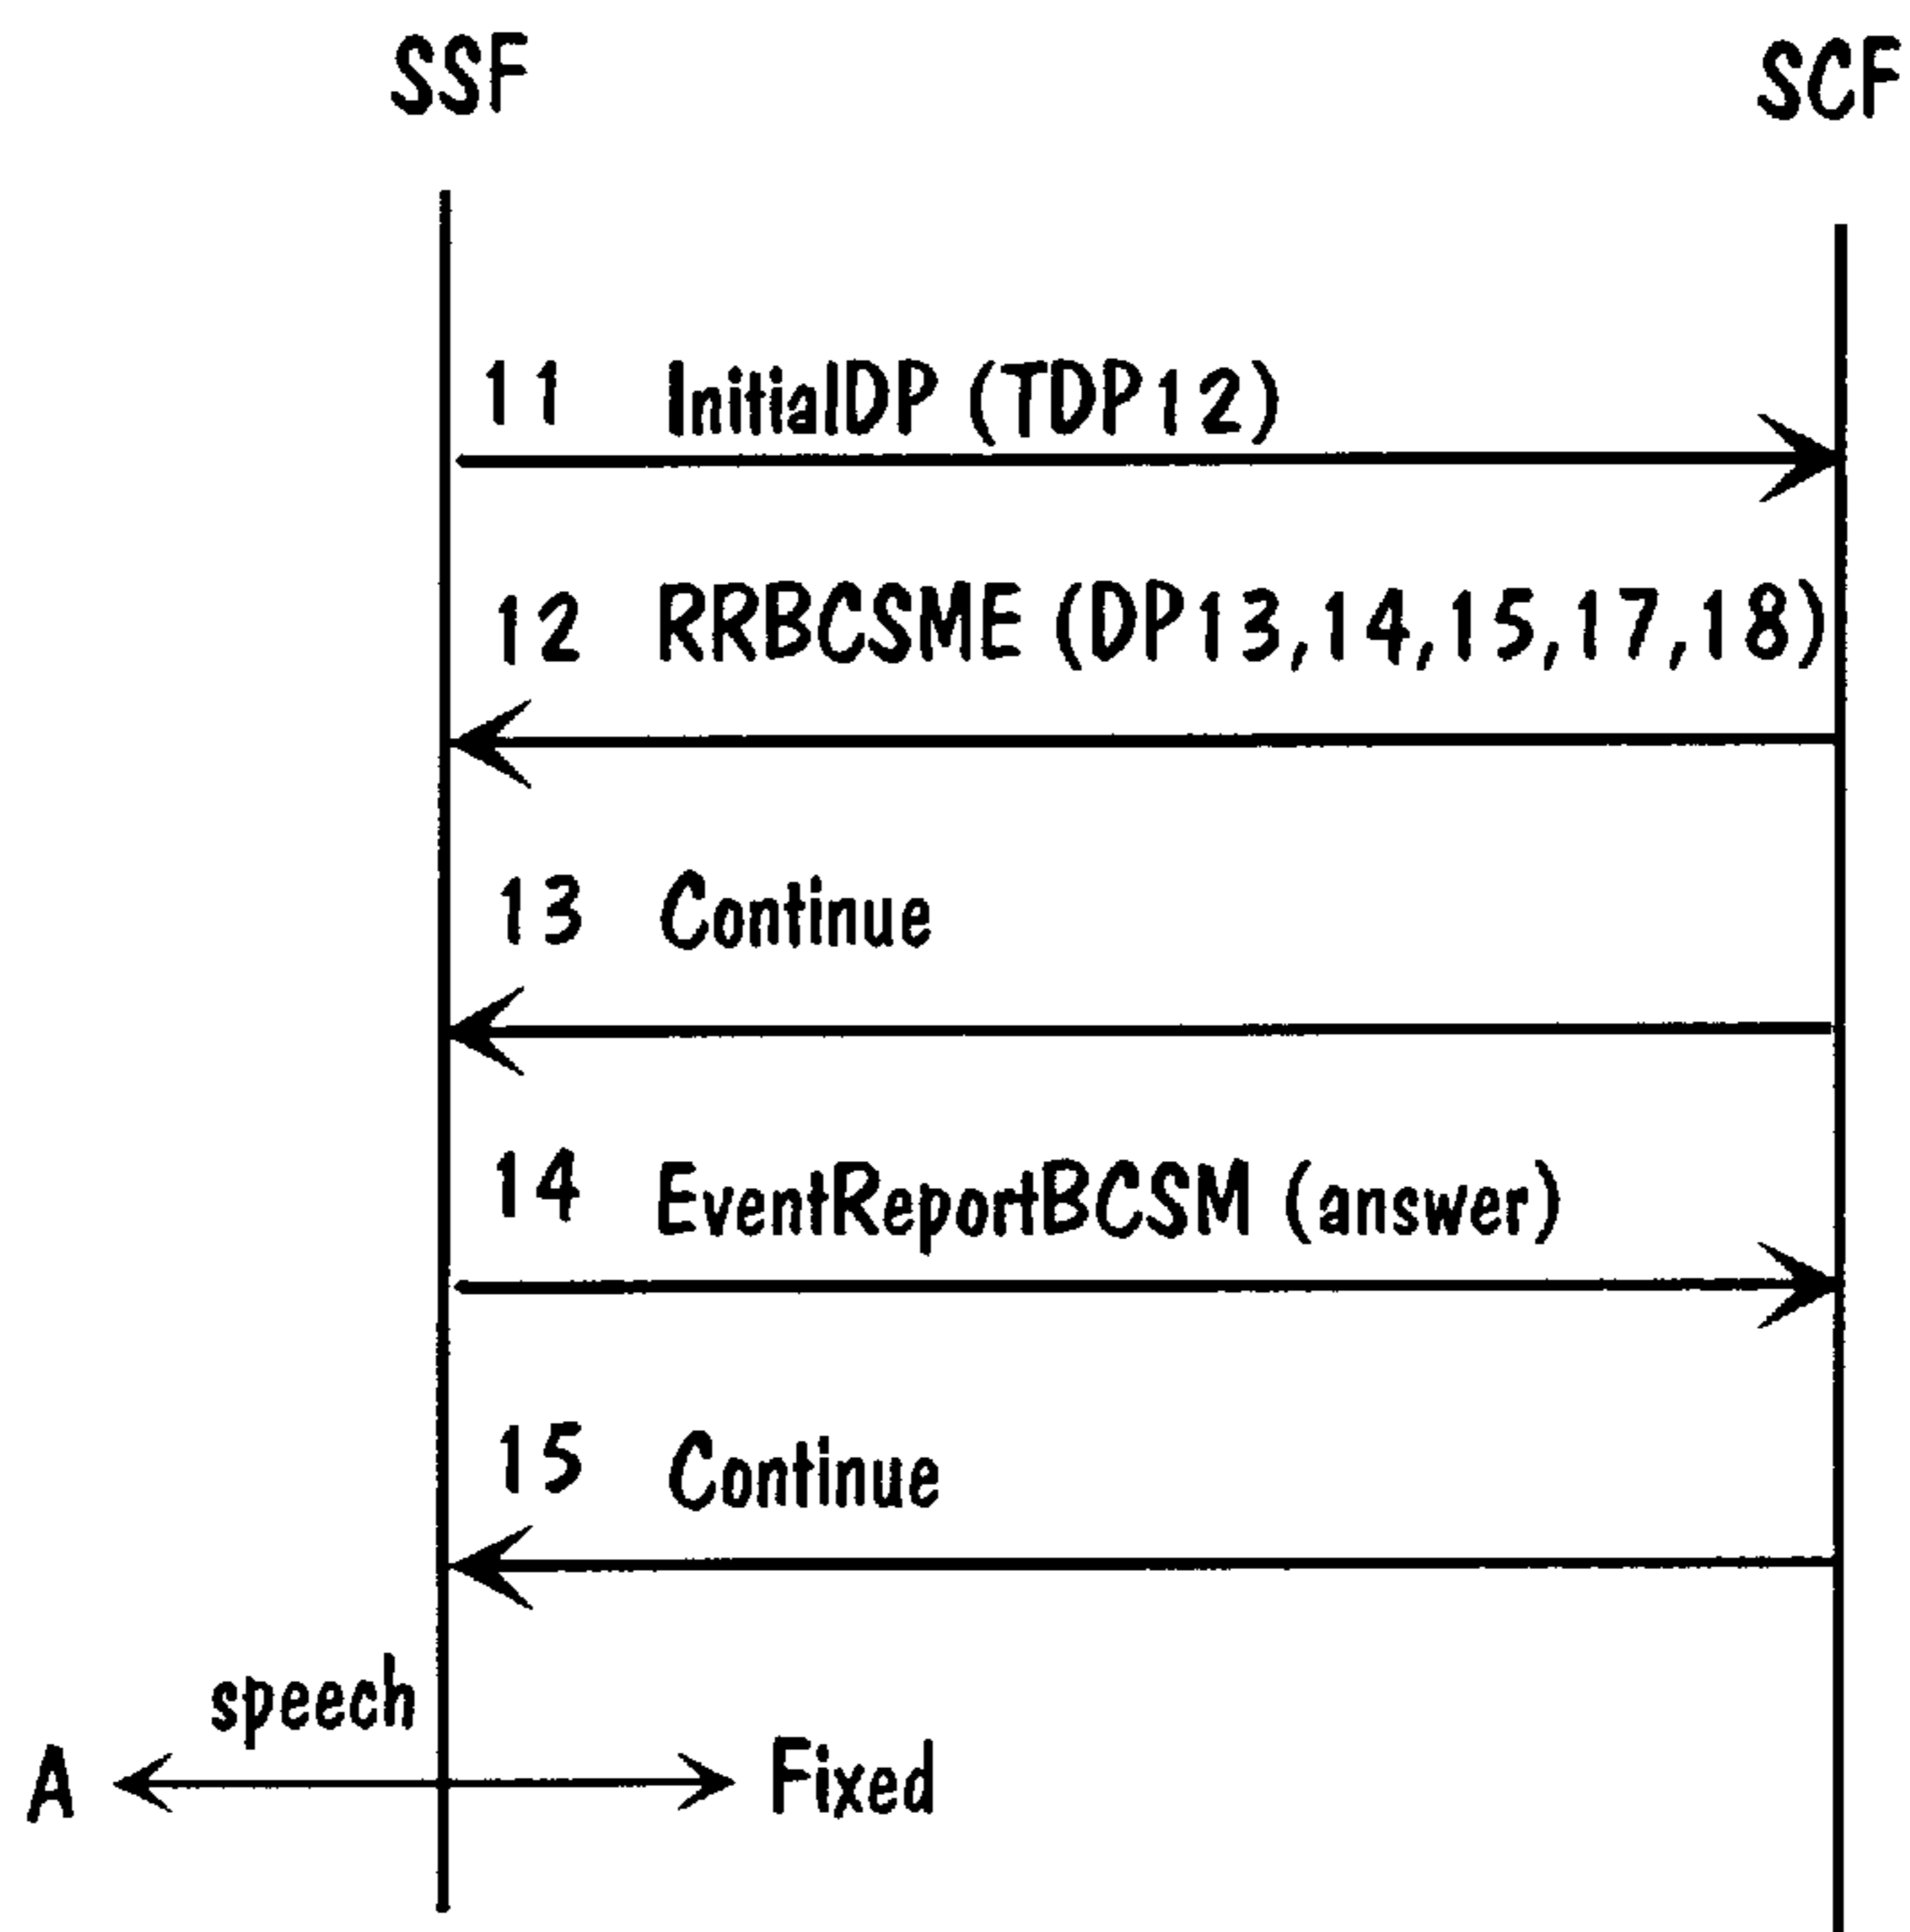 SSF SCF
11 InitialDP (TDP12)
12 RRBCSME (DP13,14,15,17,18)
13 Continue
14 EventReportBCSM (answer)
15 Continue
speech
A Fixed